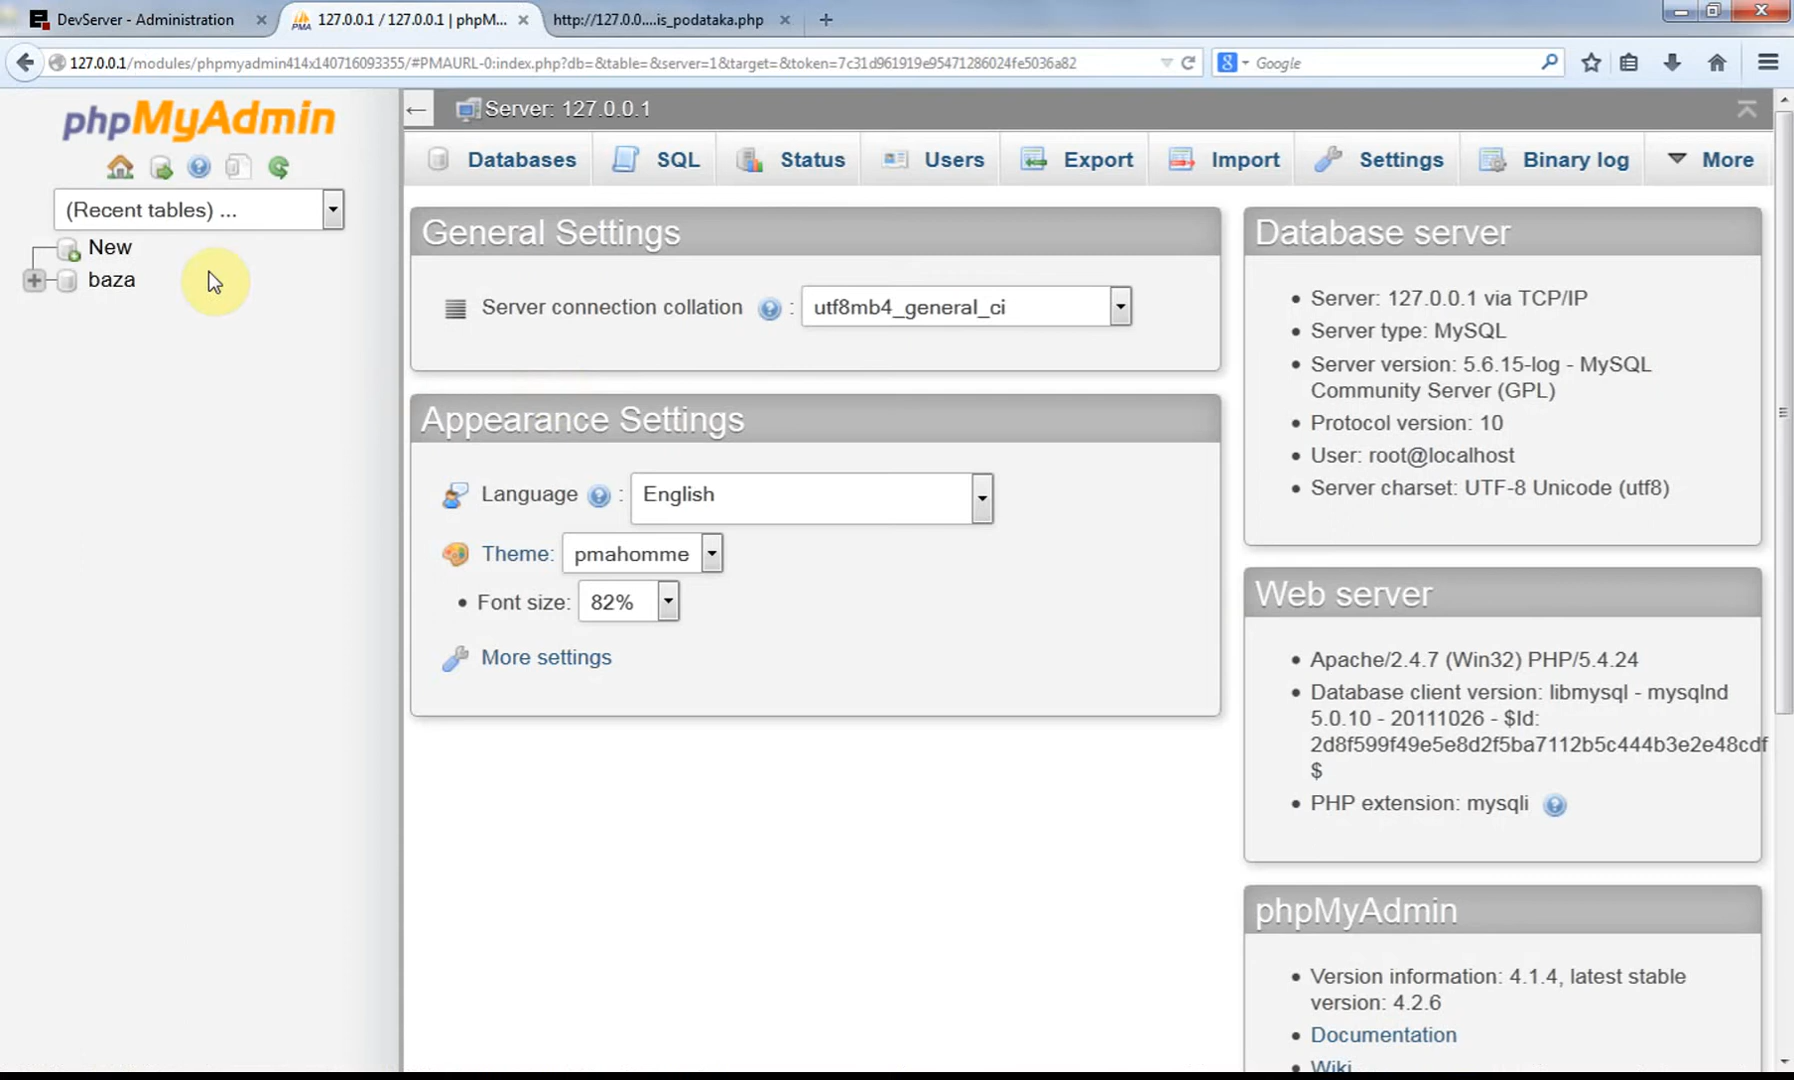 DevServer - Administration
127.0.0.1 / 127.0.0.1 | phpM...
http://127.0.0....is_podataka.php
127.0.0.1/modules/phpmyadmin414x140716093355/#PMAURL-0:index.php?db=&table=&server=1&target=&token=7c31d961919e95471286024fe5036a82
Google
phpMyAdmin
(Recent tables) ...
New
baza
Server: 127.0.0.1
Databases
SQL
Status
Users
Export
Import
Settings
Binary log
More
General Settings
Server connection collation :
utf8mb4_general_ci
Appearance Settings
Language :
English
Theme:
pmahomme
Font size:
82%
More settings
Database server
Server: 127.0.0.1 via TCP/IP
Server type: MySQL
Server version: 5.6.15-log - MySQL
Community Server (GPL)
Protocol version: 10
User: root@localhost
Server charset: UTF-8 Unicode (utf8)
Web server
Apache/2.4.7 (Win32) PHP/5.4.24
Database client version: libmysql - mysqlnd
5.0.10 - 20111026 - $Id:
2d8f599f49e5e8d2f5ba7112b5c444b3e2e48cdf
$
PHP extension: mysqli
phpMyAdmin
Version information: 4.1.4, latest stable
version: 4.2.6
Documentation
Wiki